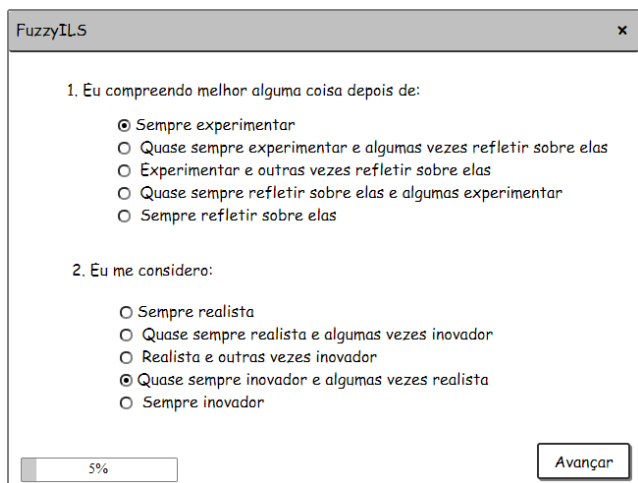 FuzzyILS ×
1. Eu compreendo melhor alguma coisa depois de:
Sempre experimentar
Quase sempre experimentar e algumas vezes refletir sobre elas
Experimentar e outras vezes refletir sobre elas
Quase sempre refletir sobre elas e algumas experimentar
Sempre refletir sobre elas
2. Eu me considero:
Sempre realista
Quase sempre realista e algumas vezes inovador
Realista e outras vezes inovador
Quase sempre inovador e algumas vezes realista
Sempre inovador
5%
Avançar